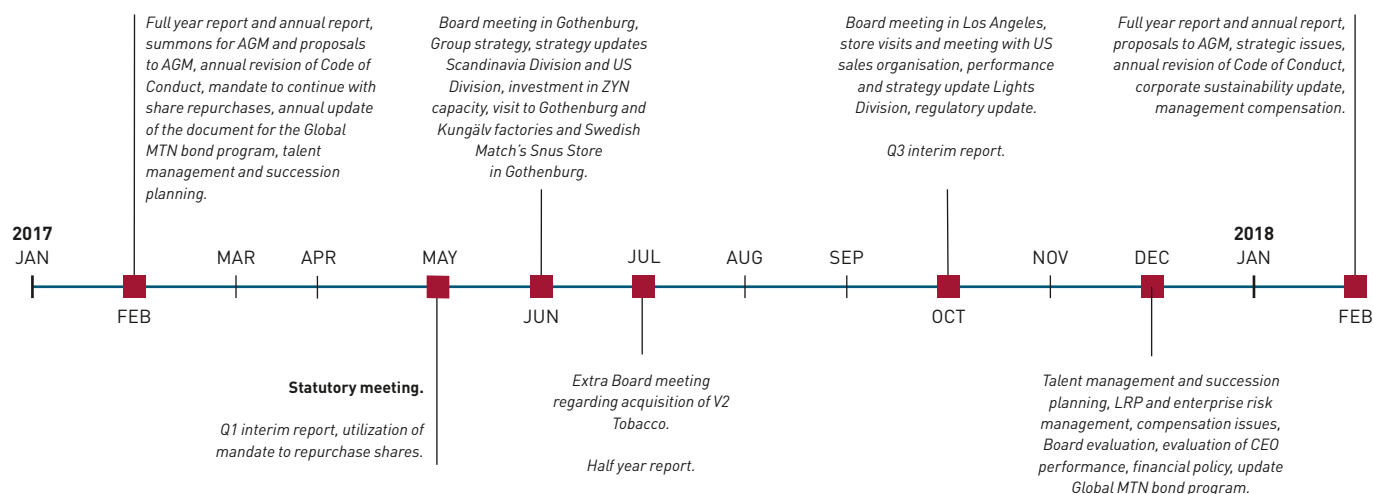 Full year report and annual report,
summons for AGM and proposals
to AGM, annual revision of Code of
Conduct, mandate to continue with
share repurchases, annual update
of the document for the Global
MTN bond program, talent
management and succession
planning.
Board meeting in Gothenburg,
Group strategy, strategy updates
Scandinavia Division and US
Division, investment in ZYN
capacity, visit to Gothenburg and
Kungälv factories and Swedish
Match's Snus Store
in Gothenburg.
Board meeting in Los Angeles,
store visits and meeting with US
sales organisation, performance
and strategy update Lights
Division, regulatory update.
Q3 interim report.
Full year report and annual report,
proposals to AGM, strategic issues,
annual revision of Code of Conduct,
corporate sustainability update,
management compensation.
2017
JAN
MAR
APR
MAY
JUL
AUG
SEP
NOV
DEC
2018
JAN
FEB
JUN
OCT
FEB
Statutory meeting.
Q1 interim report, utilization of
mandate to repurchase shares.
Extra Board meeting
regarding acquisition of V2
Tobacco.
Half year report.
Talent management and succession
planning, LRP and enterprise risk
management, compensation issues,
Board evaluation, evaluation of CEO
performance, financial policy, update
Global MTN bond program.